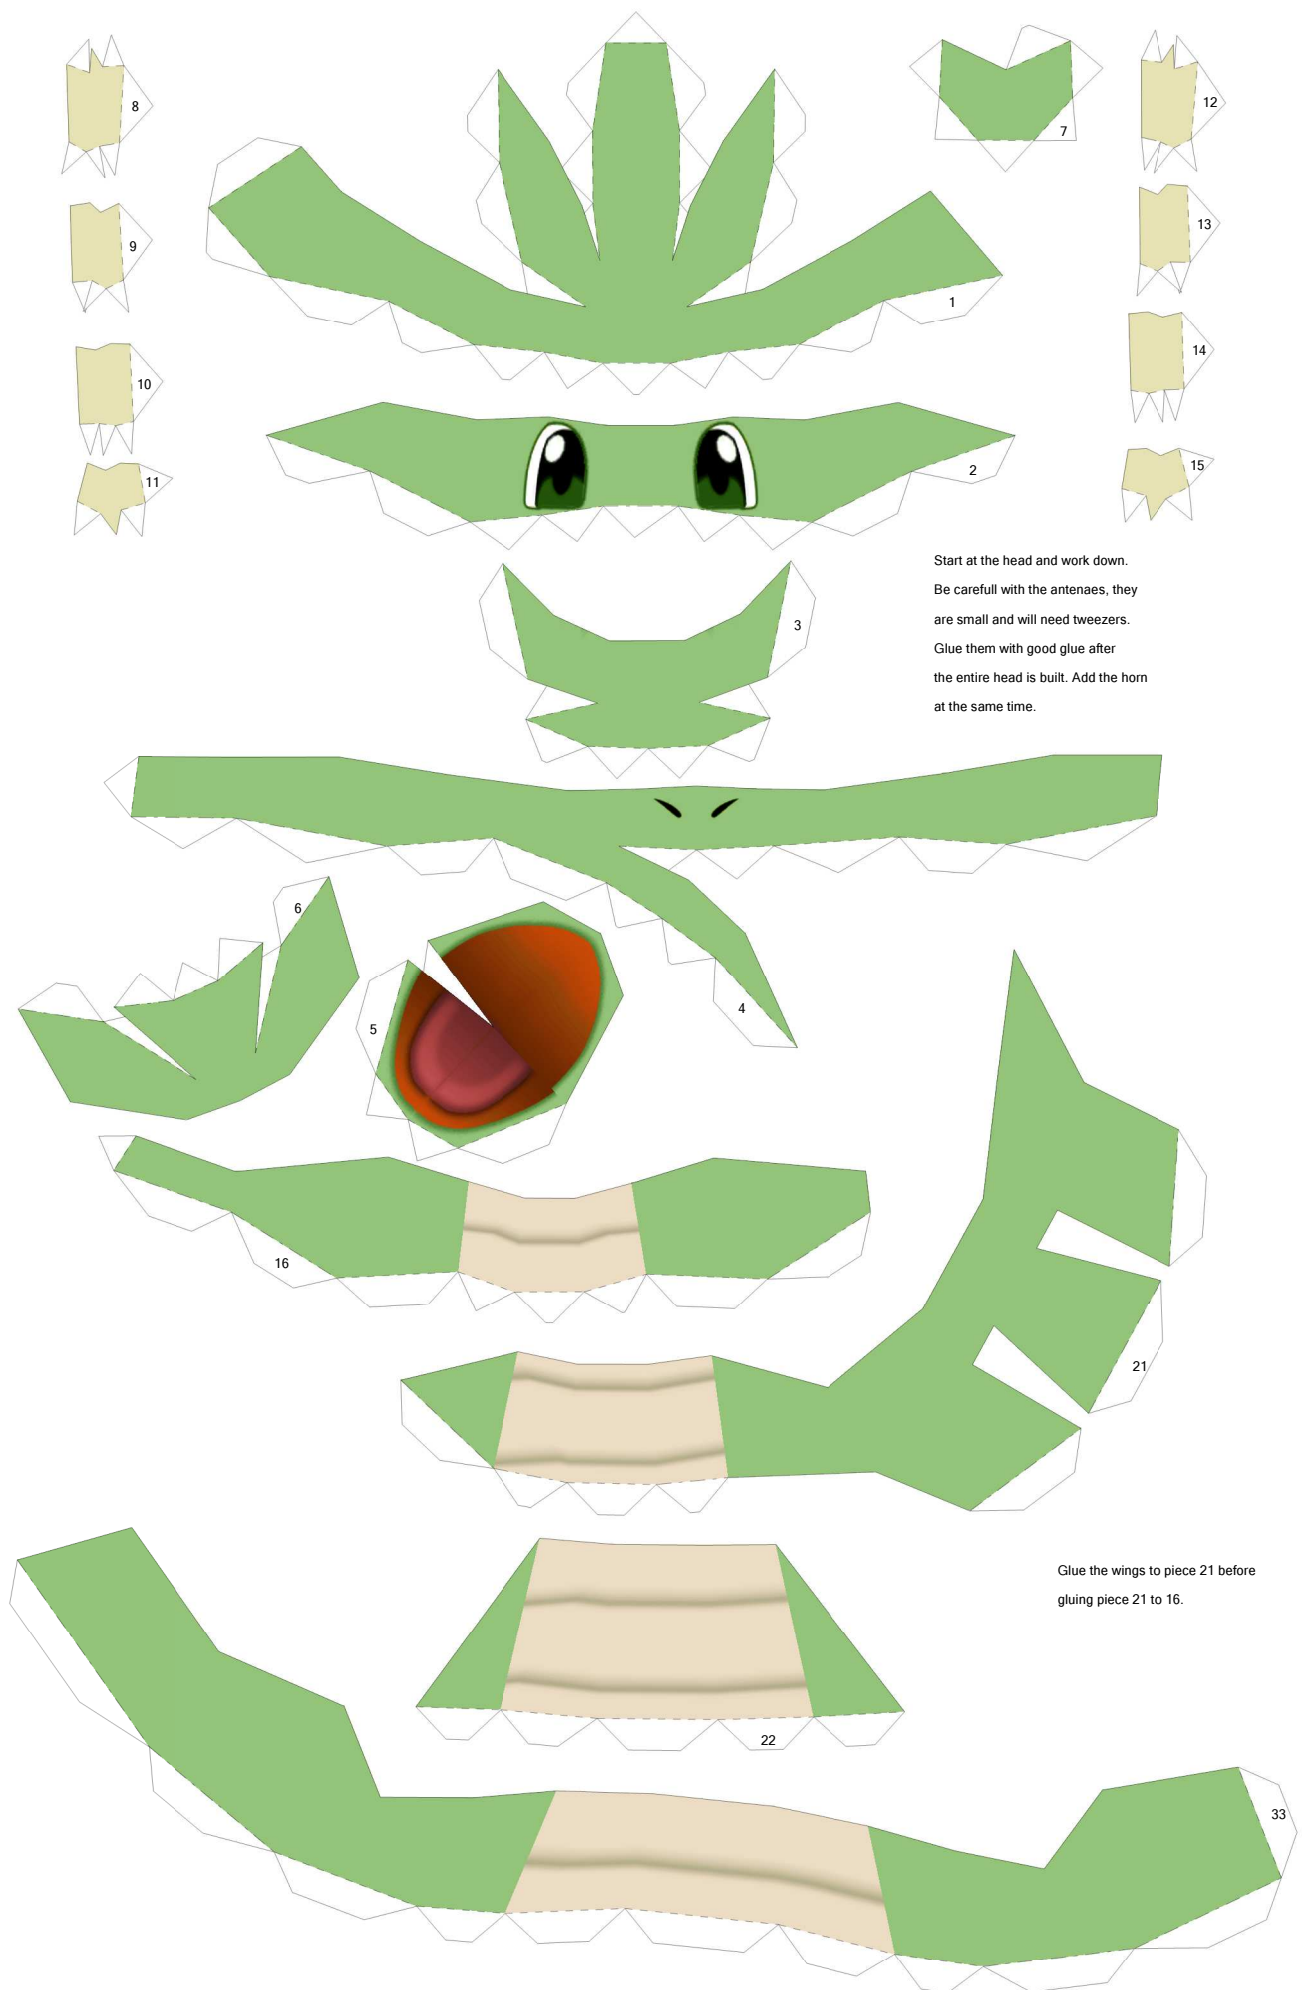 8
7
12
9
13
1
10
14
11
2
15
Start at the head and work down.
Be carefull with the antenaes, they
are small and will need tweezers.
Glue them with good glue after
the entire head is built. Add the horn
at the same time.
3
6
5
4
16
21
Glue the wings to piece 21 before
gluing piece 21 to 16.
22
33